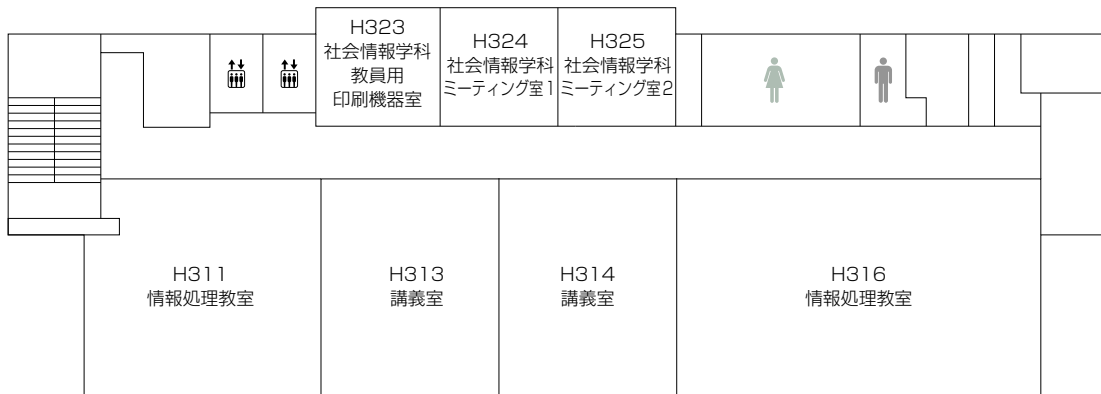 H323
社会情報学科
教員用
印刷機器室
H324
社会情報学科
ミーティング室1
H325
社会情報学科
ミーティング室2
H311
情報処理教室
H313
講義室
H314
講義室
H316
情報処理教室